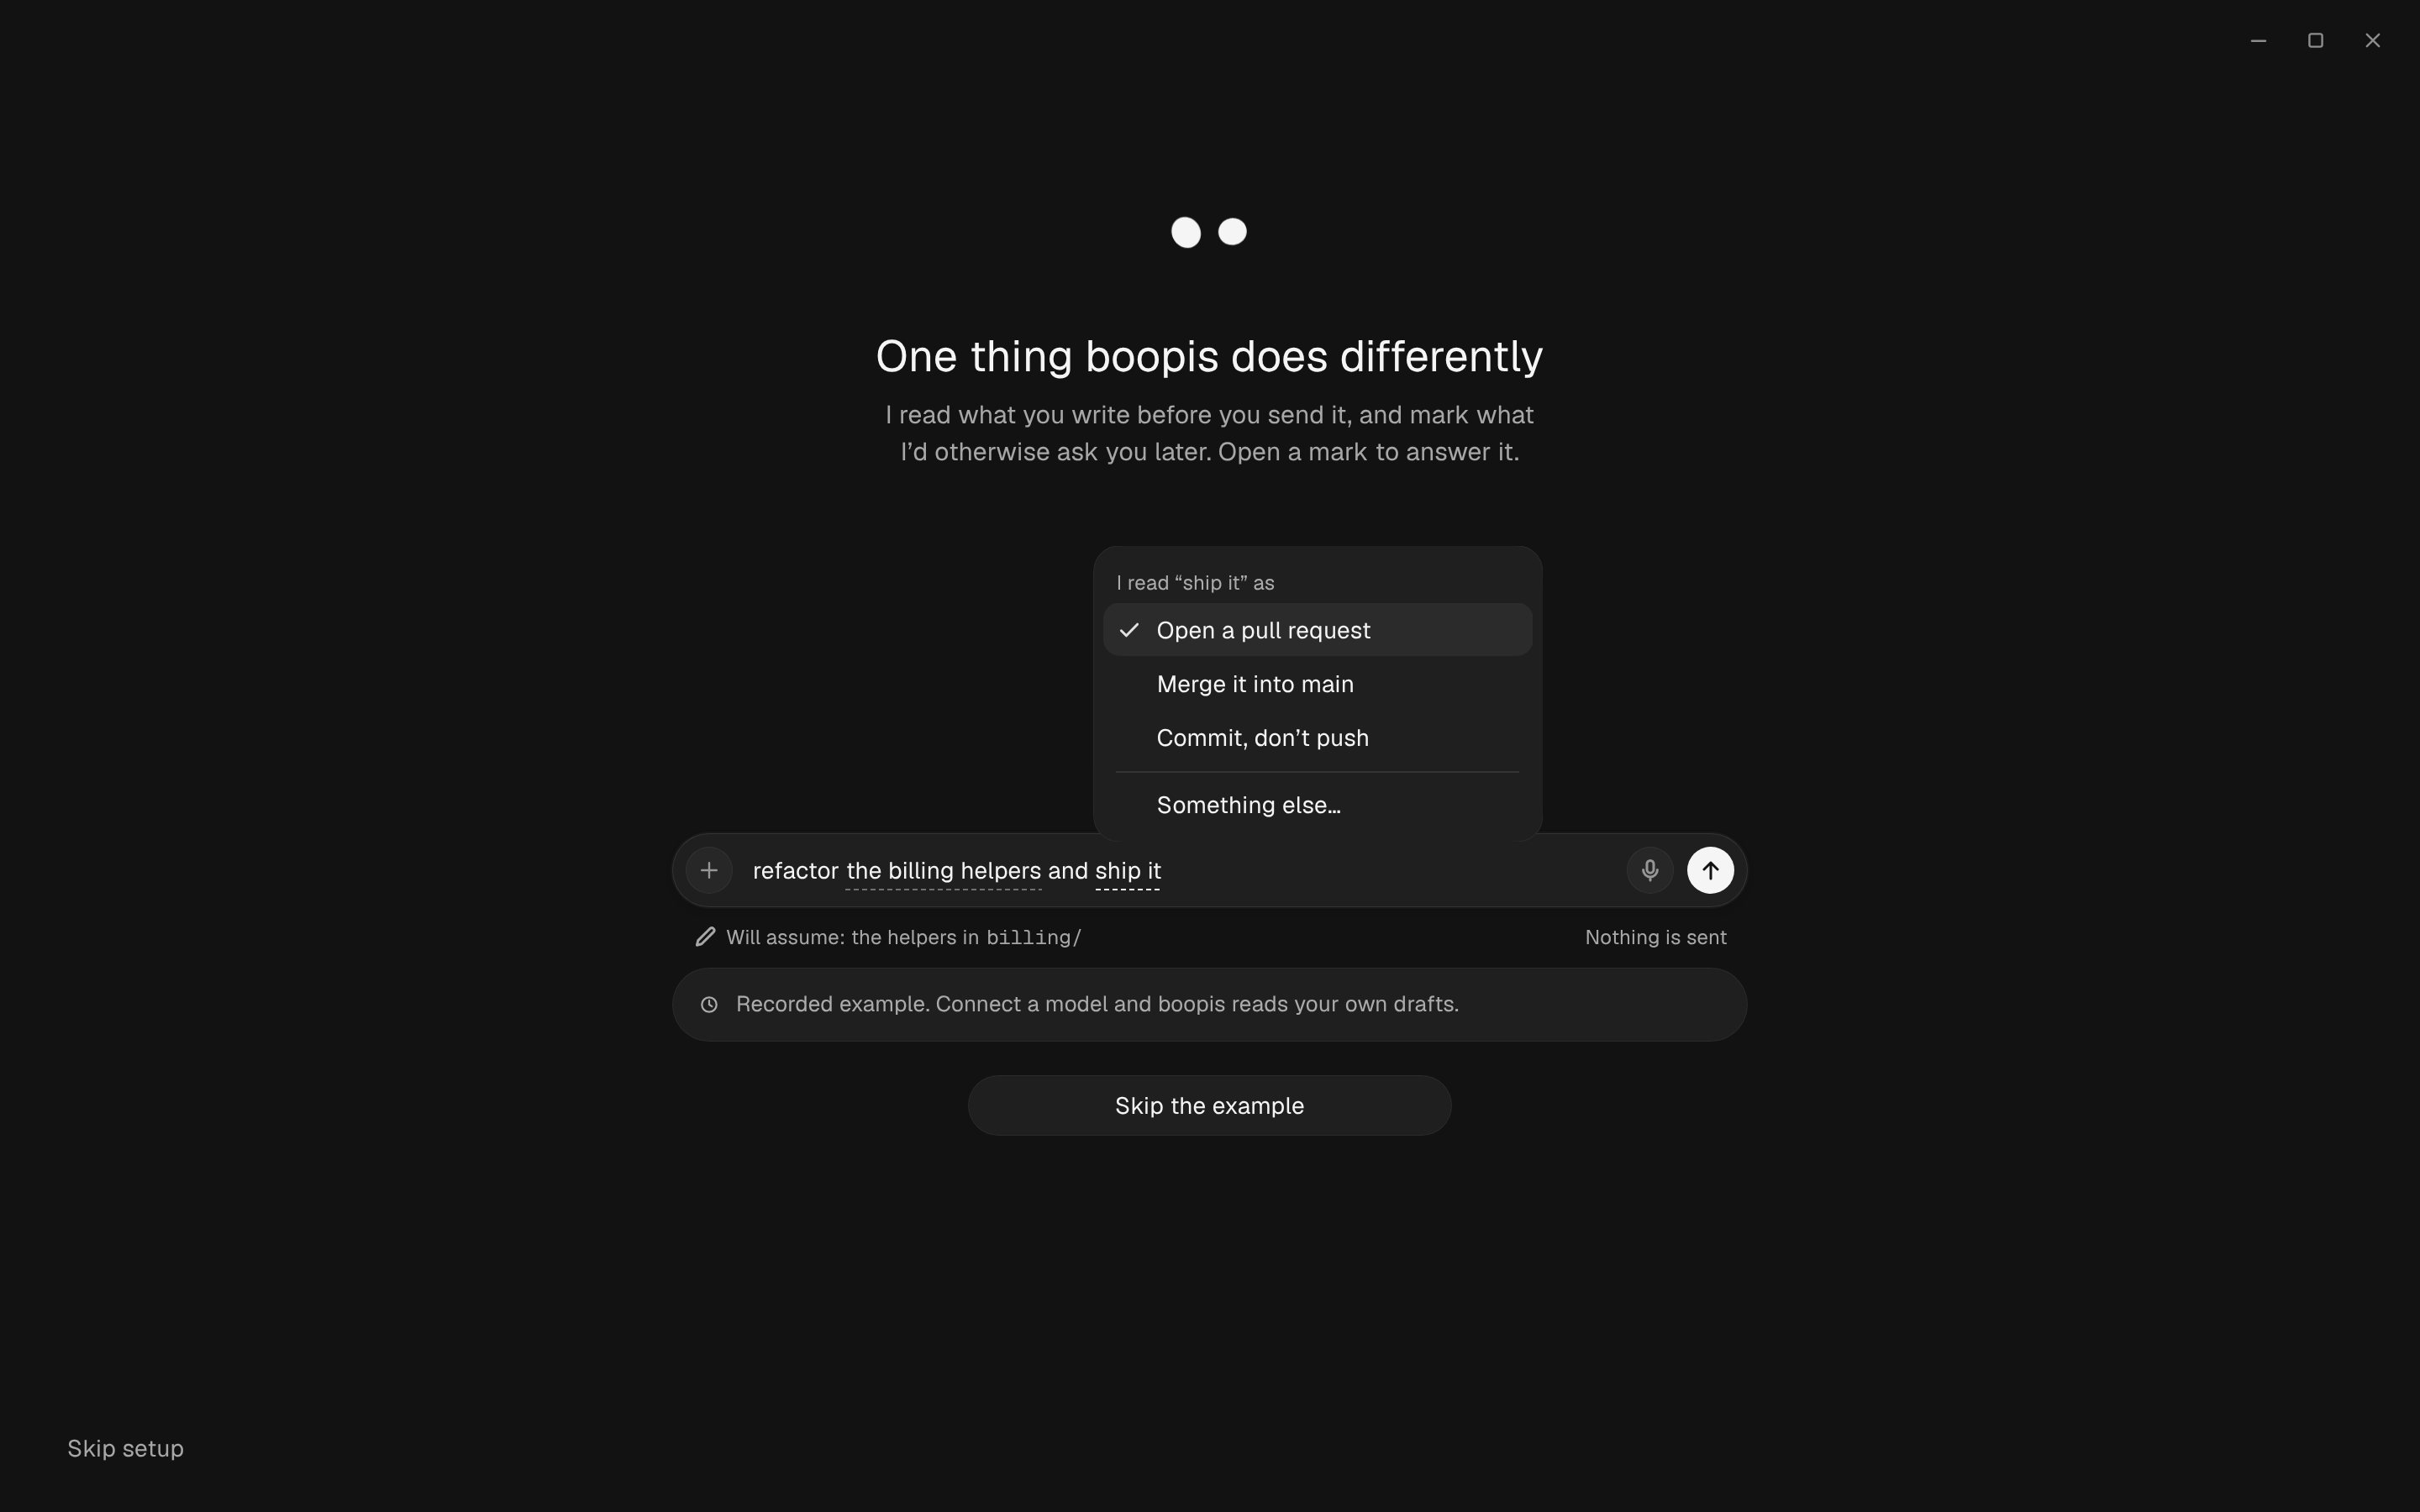 One thing boopis does differently
I read what you write before you send it, and mark what
I’d otherwise ask you later. Open a mark to answer it.
I read “ship it” as
Open a pull request
Merge it into main
Commit, don’t push
Something else…
refactor the billing helpers and ship it
Will assume: the helpers in billing/
Nothing is sent
Recorded example. Connect a model and boopis reads your own drafts.
Skip the example
Skip setup